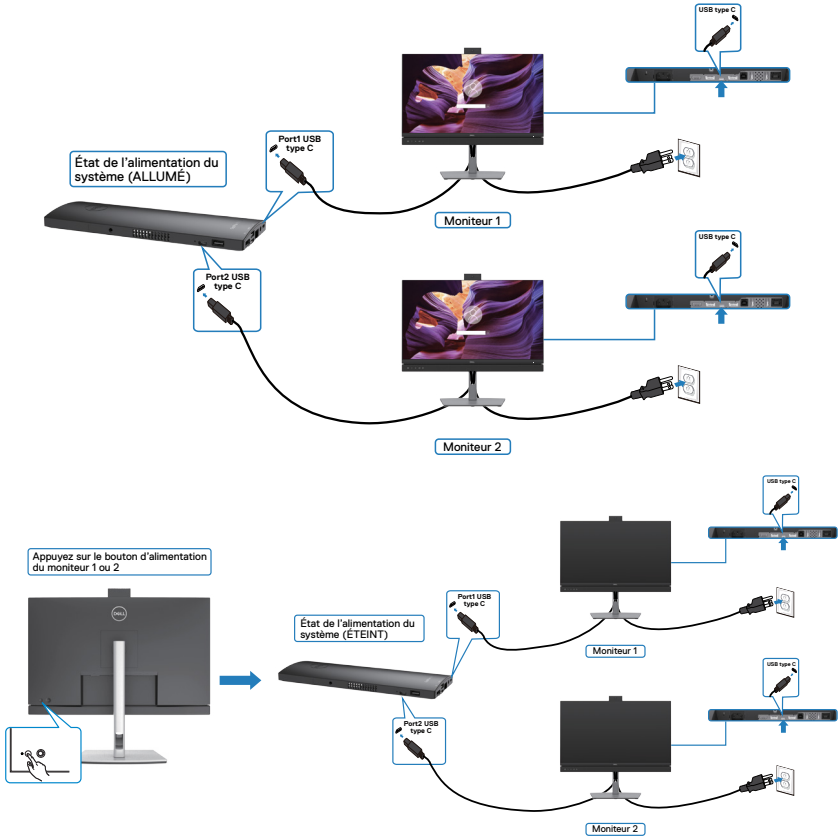 USB type C
Port1 USB
type C
État de l'alimentation du
système (ALLUMÉ)
Moniteur 1
USB type C
Port2 USB
type C
Moniteur 2
USB type C
Appuyez sur le bouton d'alimentation
du moniteur 1 ou 2
Port1 USB
type C
DELL
État de l'alimentation du
système (ÉTEINT)
Moniteur 1
USB type C
Port2 USB
type C
Moniteur 2